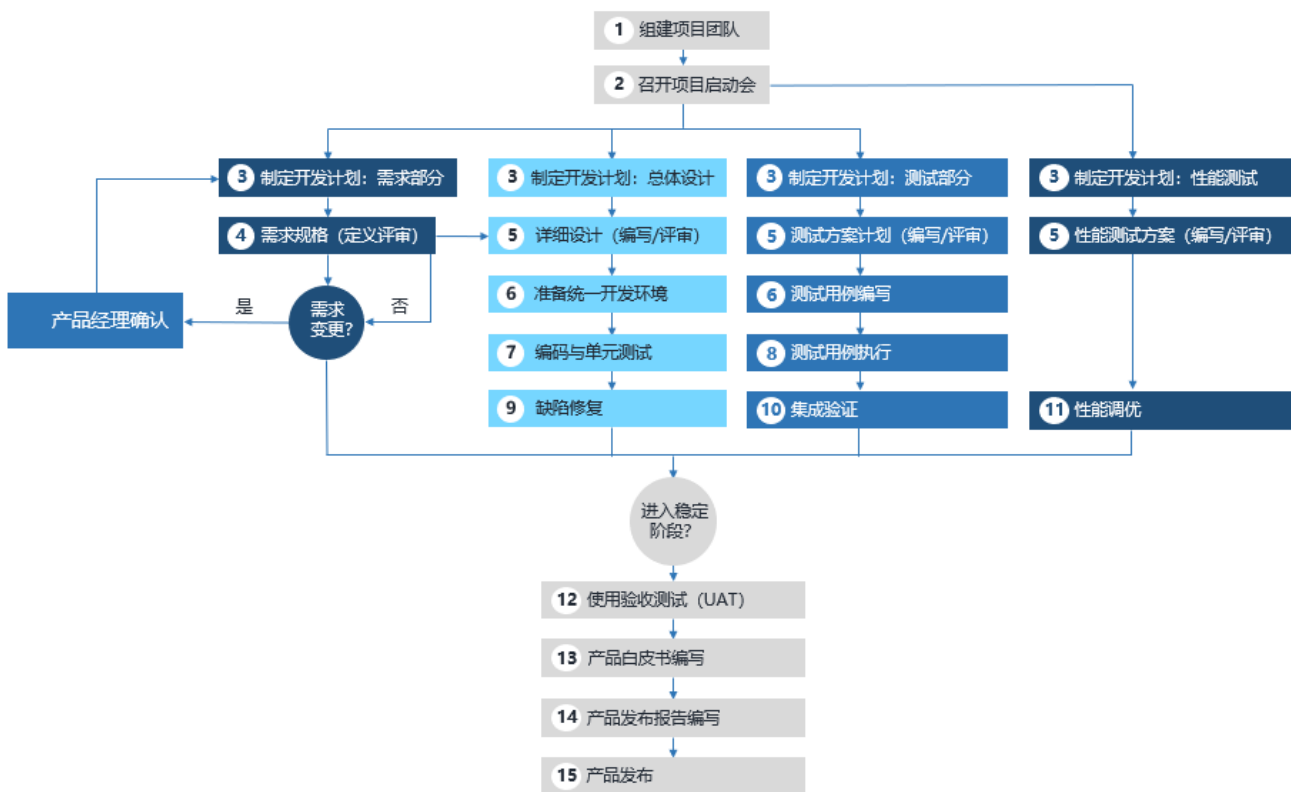 1 组建项目团队
2 召开项目启动会
3 制定开发计划：需求部分
3 制定开发计划：总体设计
3 制定开发计划：测试部分
3 制定开发计划：性能测试
4 需求规格（定义评审）
5 详细设计（编写/评审）
5 测试方案计划（编写/评审）
5 性能测试方案（编写/评审）
产品经理确认
是
需求
变更？
否
6 准备统一开发环境
6 测试用例编写
7 编码与单元测试
8 测试用例执行
9 缺陷修复
10 集成验证
11 性能调优
进入稳定
阶段？
12 使用验收测试（UAT）
13 产品白皮书编写
14 产品发布报告编写
15 产品发布